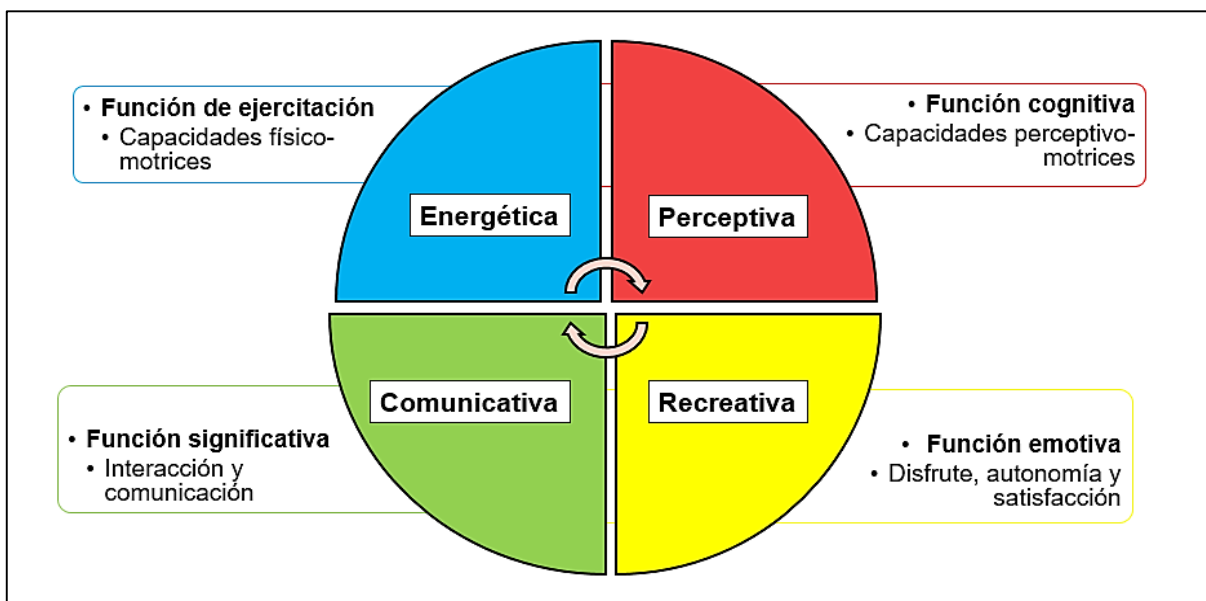 • Función de ejercitación
• Capacidades físico-
motrices
Energética
• Función cognitiva
• Capacidades perceptivo-
motrices
Perceptiva
• Función significativa
• Interacción y
comunicación
Comunicativa
• Función emotiva
• Disfrute, autonomía y
satisfacción
Recreativa